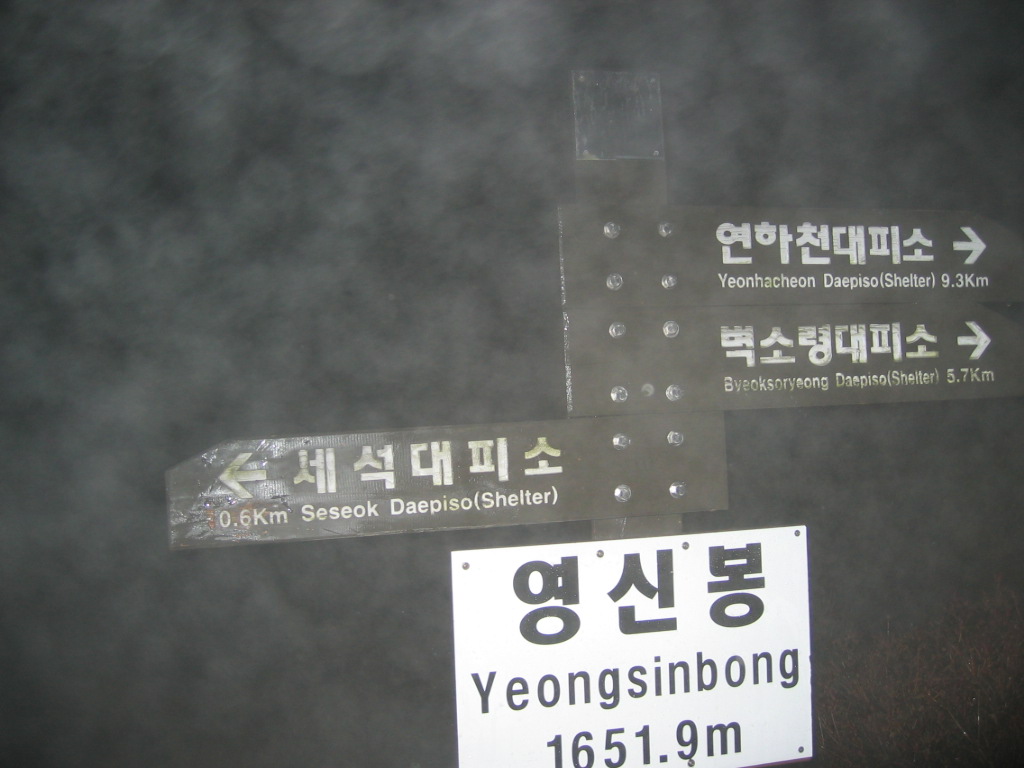 연하천대피소 →
Yeonhacheon Daepiso(Shelter) 9.3Km
벽소령대피소 →
Byeoksoryeong Daepiso(Shelter) 5.7Km
← 세석대피소
0.6Km Seseok Daepiso(Shelter)
영신봉
Yeongsinbong
1651.9m